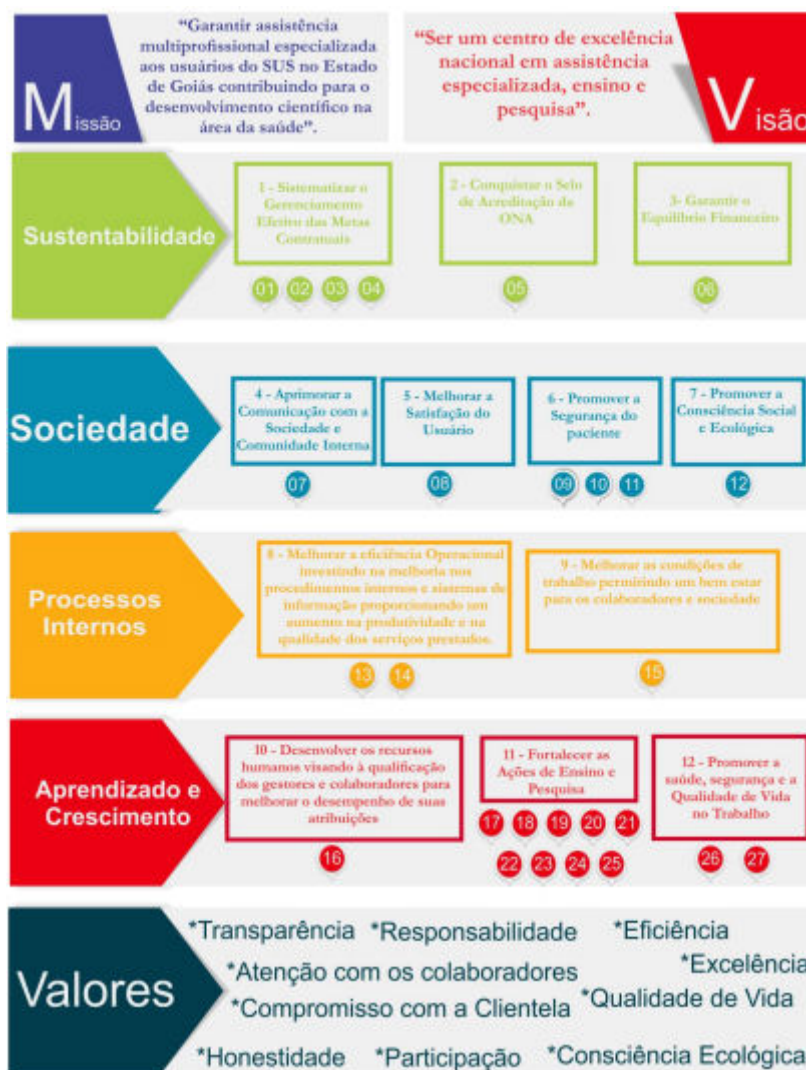 Missão
"Garantir assistência
multiprofissional especializada
aos usuários do SUS no Estado
de Goiás contribuindo para o
desenvolvimento científico na
área da saúde".
"Ser um centro de excelência
nacional em assistência
especializada, ensino e
pesquisa".
Visão
Sustentabilidade
1 - Sistematizar o
Gerenciamento
Efetivo das Metas
Contratuais
01 02 03 04
2 - Conquistar o Selo
de Acreditação da
ONA
05
3- Garantir o
Equilíbrio Financeiro
06
Sociedade
4 - Aprimorar a
Comunicação com a
Sociedade e
Comunidade Interna
07
5 - Melhorar a
Satisfação do
Usuário
08
6 - Promover a
Segurança do
paciente
09 10 11
7 - Promover a
Consciência Social
e Ecológica
12
Processos
Internos
8 - Melhorar a eficiência Operacional
investindo na melhoria nos
procedimentos internos e sistemas de
informação proporcionando um
aumento na produtividade e na
qualidade dos serviços prestados.
13 14
9 - Melhorar as condições de
trabalho permitindo um bem estar
para os colaboradores e sociedade
15
Aprendizado e
Crescimento
10 - Desenvolver os recursos
humanos visando à qualificação
dos gestores e colaboradores para
melhorar o desempenho de suas
atribuições
16
11 - Fortalecer as
Ações de Ensino e
Pesquisa
17 18 19 20 21
22 23 24 25
12 - Promover a
saúde, segurança e a
Qualidade de Vida
no Trabalho
26 27
Valores
*Transparência *Responsabilidade *Eficiência
*Atenção com os colaboradores *Excelência
*Compromisso com a Clientela *Qualidade de Vida
*Honestidade *Participação *Consciência Ecológica